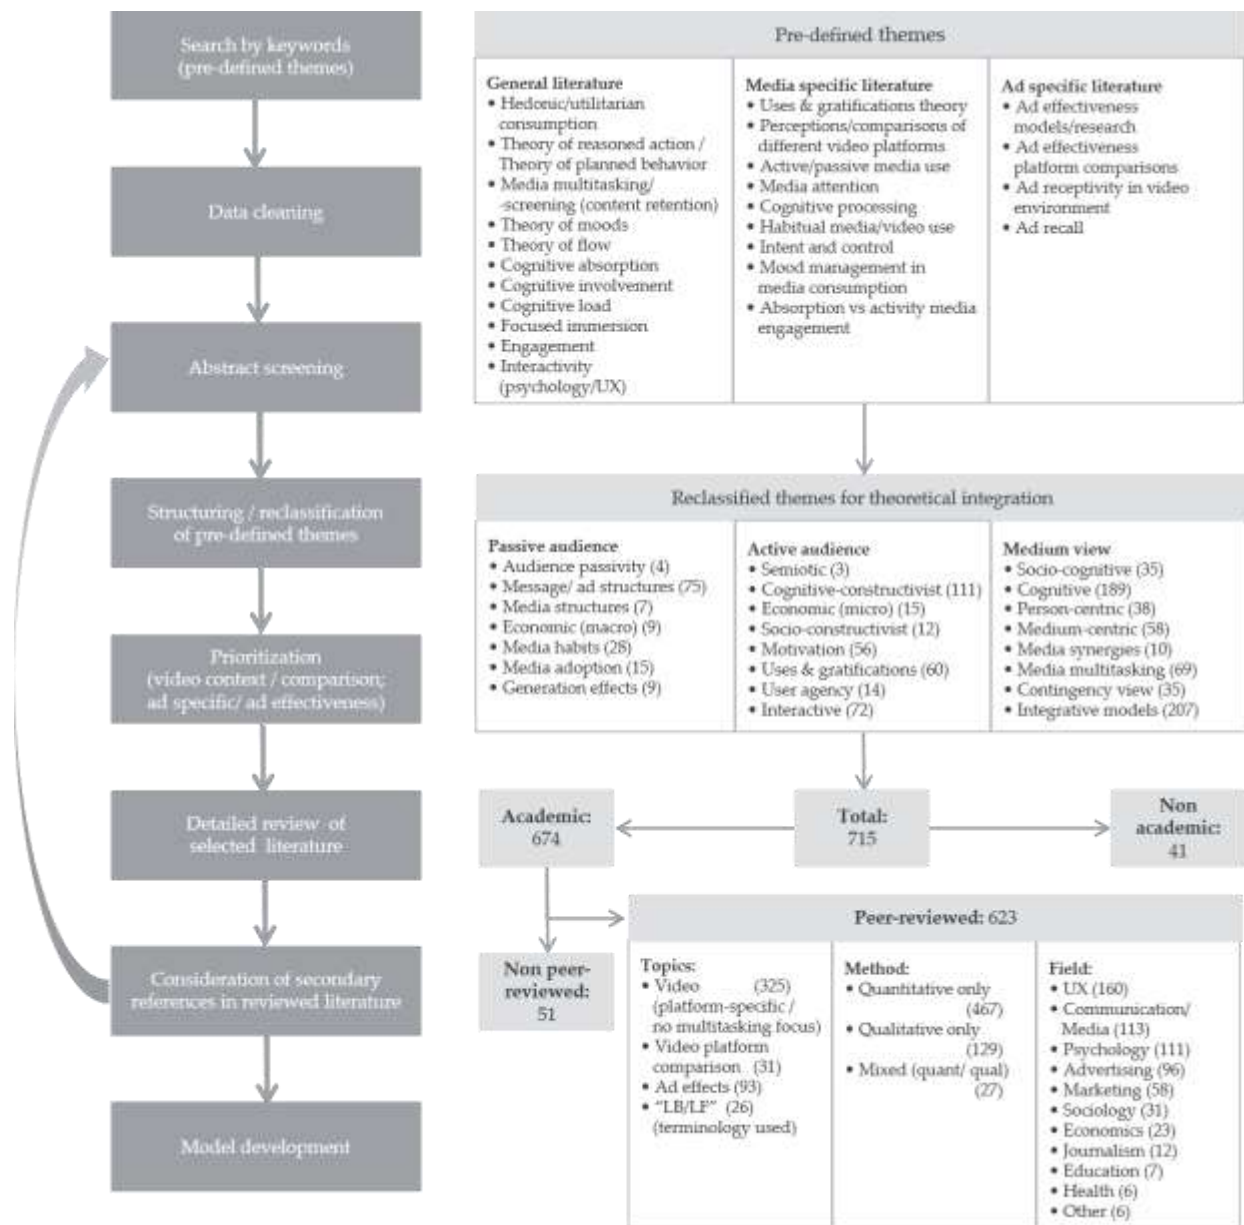 Search by keywords
(pre-defined themes)
Data cleaning
Abstract screening
Structuring / reclassification
of pre-defined themes
Prioritization
(video context / comparison;
ad specific/ ad effectiveness)
Detailed review of
selected literature
Consideration of secondary
references in reviewed literature
Model development
Pre-defined themes
General literature
• Hedonic/utilitarian
consumption
• Theory of reasoned action /
Theory of planned behavior
• Media multitasking/
-screening (content retention)
• Theory of moods
• Theory of flow
• Cognitive absorption
• Cognitive involvement
• Cognitive load
• Focused immersion
• Engagement
• Interactivity
(psychology/UX)
Media specific literature
• Uses & gratifications theory
• Perceptions/comparisons of
different video platforms
• Active/passive media use
• Media attention
• Cognitive processing
• Habitual media/video use
• Intent and control
• Mood management in
media consumption
• Absorption vs activity media
engagement
Ad specific literature
• Ad effectiveness
models/research
• Ad effectiveness
platform comparisons
• Ad receptivity in video
environment
• Ad recall
Reclassified themes for theoretical integration
Passive audience
• Audience passivity (4)
• Message/ ad structures (75)
• Media structures (7)
• Economic (macro) (9)
• Media habits (28)
• Media adoption (15)
• Generation effects (9)
Active audience
• Semiotic (3)
• Cognitive-constructivist (111)
• Economic (micro) (15)
• Socio-constructivist (12)
• Motivation (56)
• Uses & gratifications (60)
• User agency (14)
• Interactive (72)
Medium view
• Socio-cognitive (35)
• Cognitive (189)
• Person-centric (38)
• Medium-centric (58)
• Media synergies (10)
• Media multitasking (69)
• Contingency view (35)
• Integrative models (207)
Academic:
674
Total:
715
Non
academic:
41
Non peer-
reviewed:
51
Peer-reviewed: 623
Topics:
• Video (325)
(platform-specific /
no multitasking focus)
• Video platform
comparison (31)
• Ad effects (93)
• "LB/LF" (26)
(terminology used)
Method:
• Quantitative only
(467)
• Qualitative only
(129)
• Mixed (quant/ qual)
(27)
Field:
• UX (160)
• Communication/
Media (113)
• Psychology (111)
• Advertising (96)
• Marketing (58)
• Sociology (31)
• Economics (23)
• Journalism (12)
• Education (7)
• Health (6)
• Other (6)